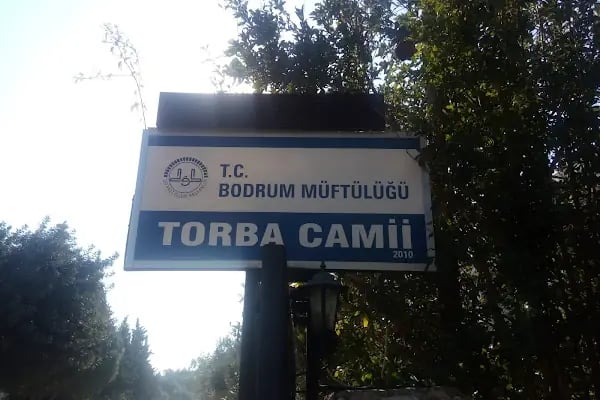 T.C.
BODRUM MÜFTÜLÜĞÜ
TORBA CAMİİ
2010